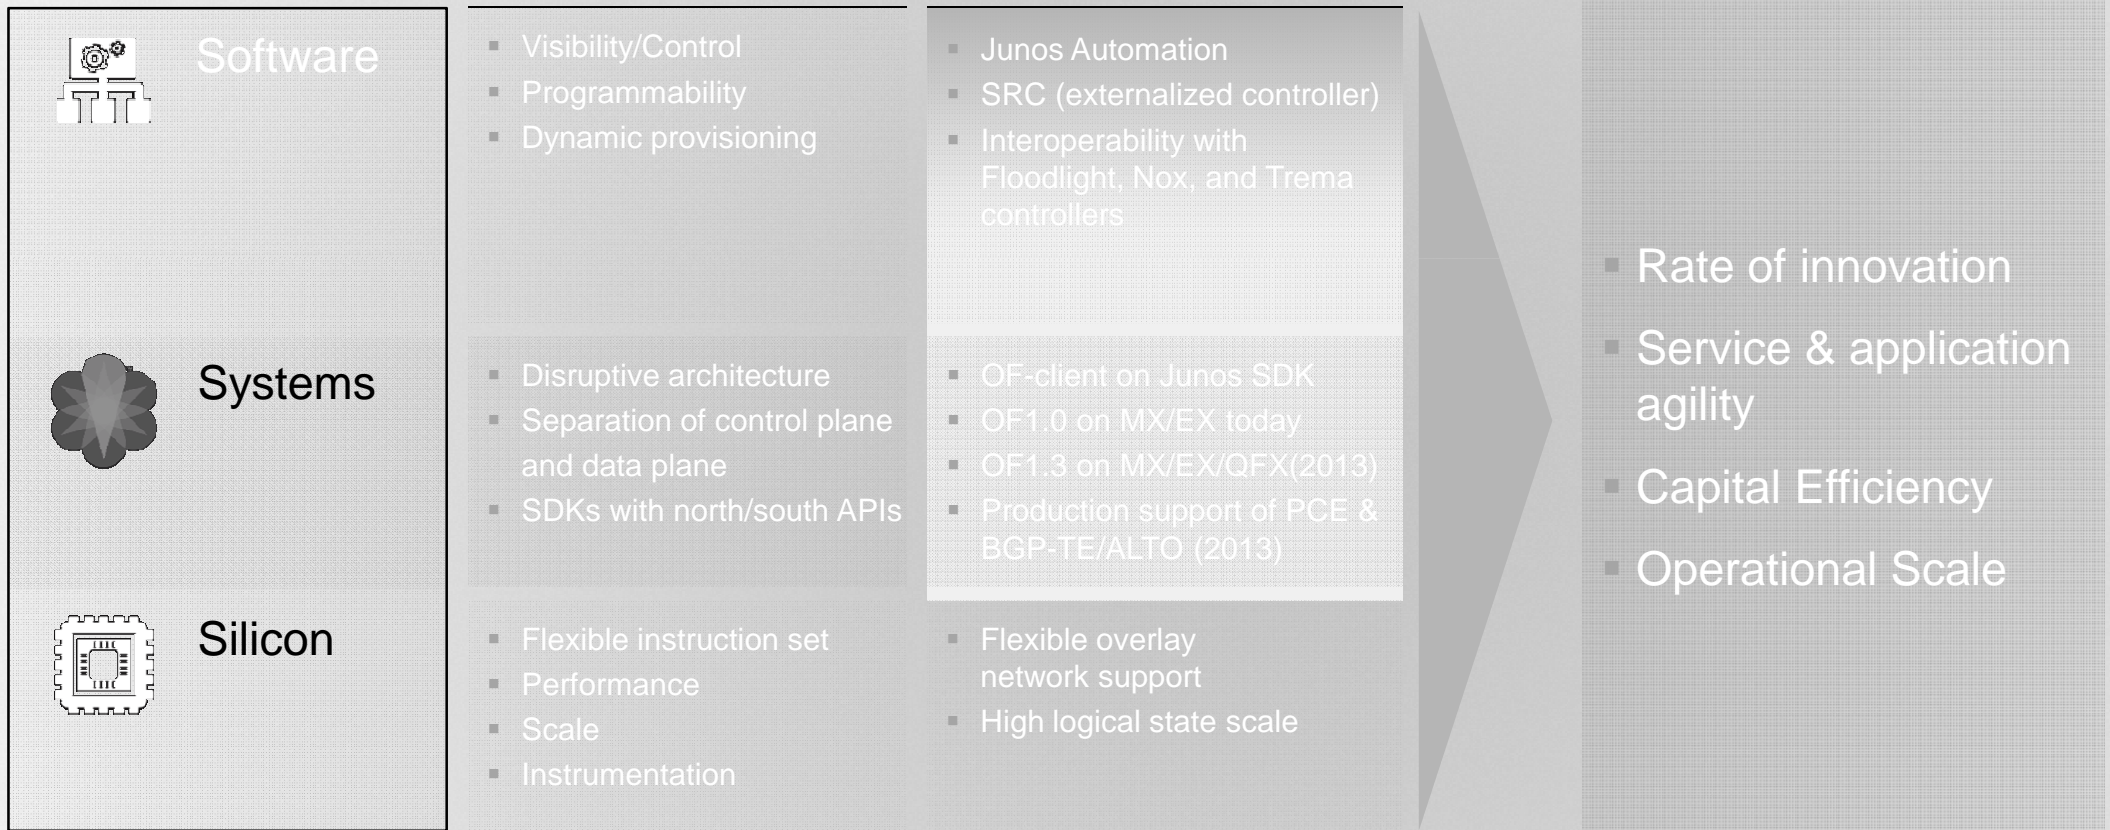 Software
Visibility/Control
Programmability
Dynamic provisioning
Junos Automation
SRC (externalized controller)
Interoperability with
Floodlight, Nox, and Trema
controllers
Systems
Disruptive architecture
Separation of control plane
and data plane
SDKs with north/south APIs
OF-client on Junos SDK
OF1.0 on MX/EX today
OF1.3 on MX/EX/QFX(2013)
Production support of PCE &
BGP-TE/ALTO (2013)
Silicon
Flexible instruction set
Performance
Scale
Instrumentation
Flexible overlay
network support
High logical state scale
Rate of innovation
Service & application
agility
Capital Efficiency
Operational Scale